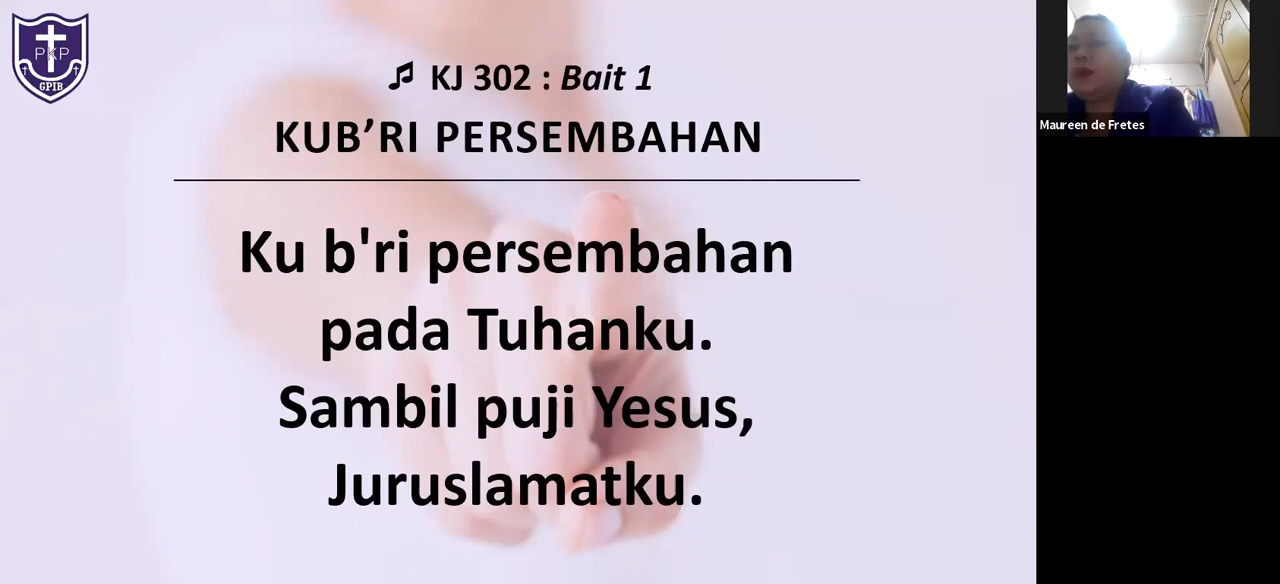 PKP
GPIB
♫ KJ 302 : Bait 1
KUB’RI PERSEMBAHAN
Ku b'ri persembahan
pada Tuhanku.
Sambil puji Yesus,
Juruslamatku.
Maureen de Fretes